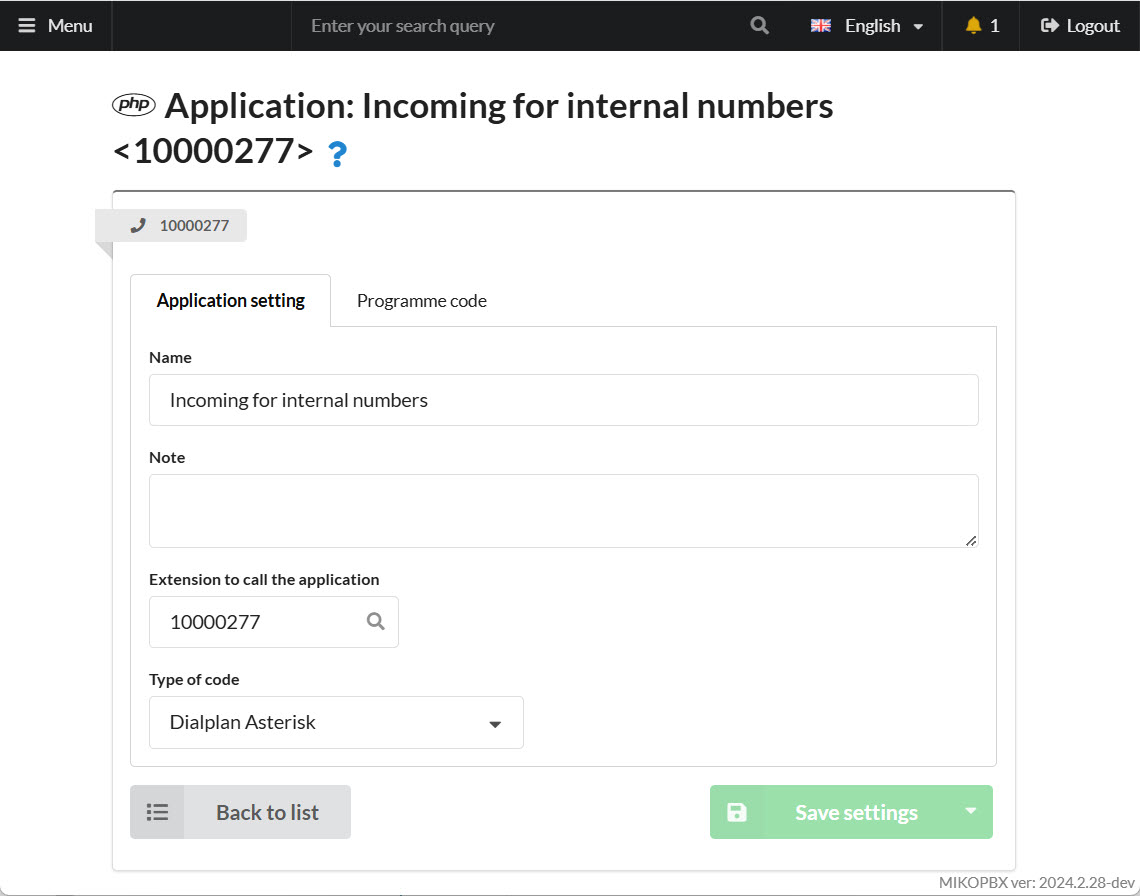 Menu
Enter your search query
English
1
Logout
php Application: Incoming for internal numbers
<10000277> ?
10000277
Application setting
Programme code
Name
Incoming for internal numbers
Note
Extension to call the application
10000277
Type of code
Dialplan Asterisk
Back to list
Save settings
MIKOPBX ver: 2024.2.28-dev